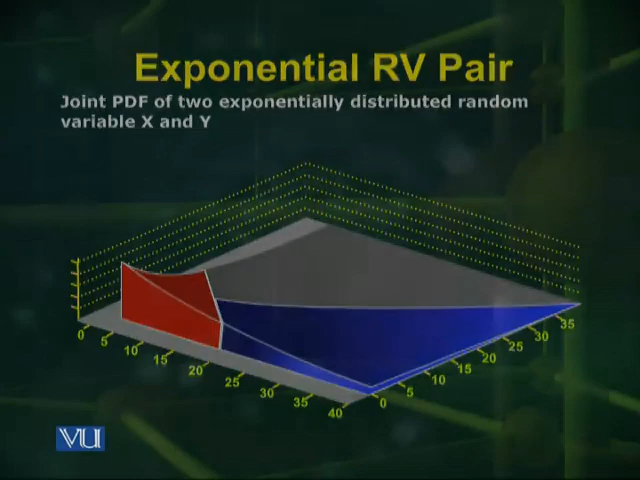 Exponential RV Pair
Joint PDF of two exponentially distributed random
variable X and Y
0 5 10 15 20 25 30 35 40
0 5 10 15 20 25 30 35
VU